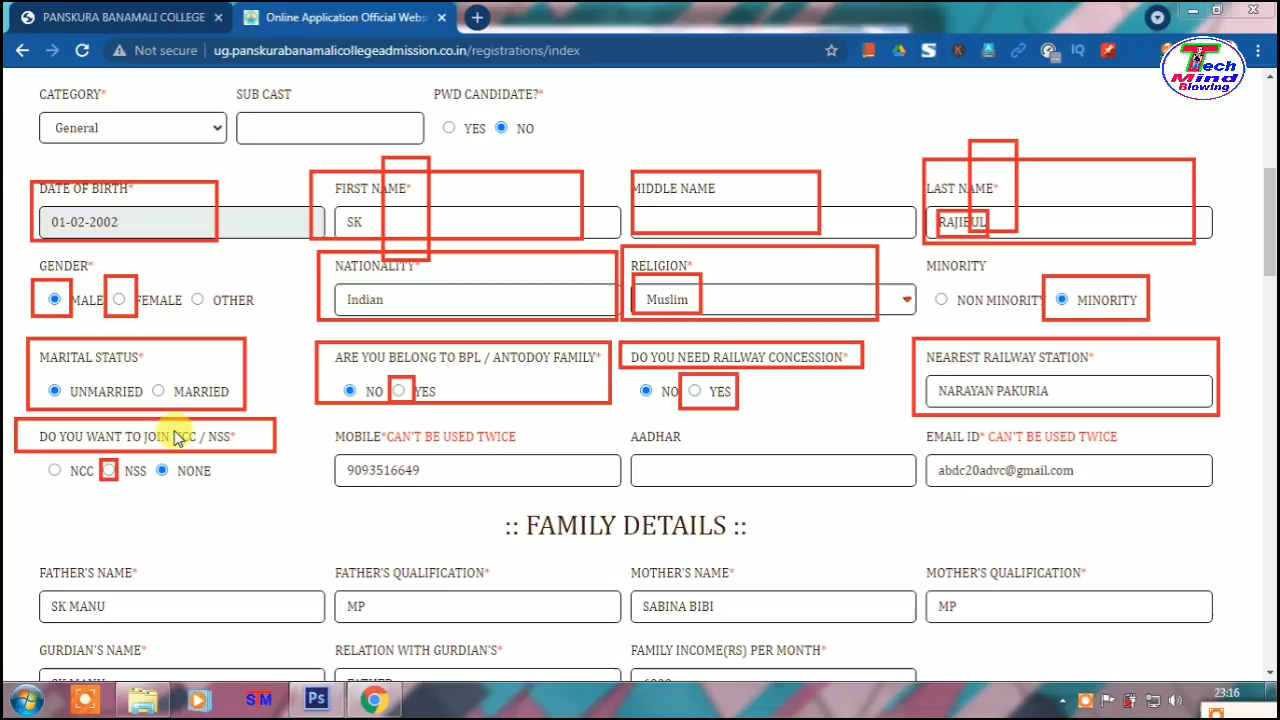 PANSKURA BANAMALI COLLEGE
Online Application Official Webs
Not secure
ug.panskurabanamalicollegeadmission.co.in/registrations/index
IQ
Tech
Mind
Blowing
CATEGORY* SUB CAST PWD CANDIDATE?*
General YES NO
DATE OF BIRTH* FIRST NAME* MIDDLE NAME LAST NAME*
01-02-2002 SK RAJIBUL
GENDER* NATIONALITY* RELIGION* MINORITY
MALE FEMALE OTHER Indian Muslim NON MINORITY MINORITY
MARITAL STATUS* ARE YOU BELONG TO BPL / ANTODOY FAMILY* DO YOU NEED RAILWAY CONCESSION* NEAREST RAILWAY STATION*
UNMARRIED MARRIED NO YES NO YES NARAYAN PAKURIA
DO YOU WANT TO JOIN NCC / NSS* MOBILE*CAN'T BE USED TWICE AADHAR EMAIL ID* CAN'T BE USED TWICE
NCC NSS NONE 9093516649 abdc20advc@gmail.com
:: FAMILY DETAILS ::
FATHER'S NAME* FATHER'S QUALIFICATION* MOTHER'S NAME* MOTHER'S QUALIFICATION*
SK MANU MP SABINA BIBI MP
GURDIAN'S NAME* RELATION WITH GURDIAN'S* FAMILY INCOME(RS) PER MONTH*
SK MANU FATHER
S M Ps 23:16